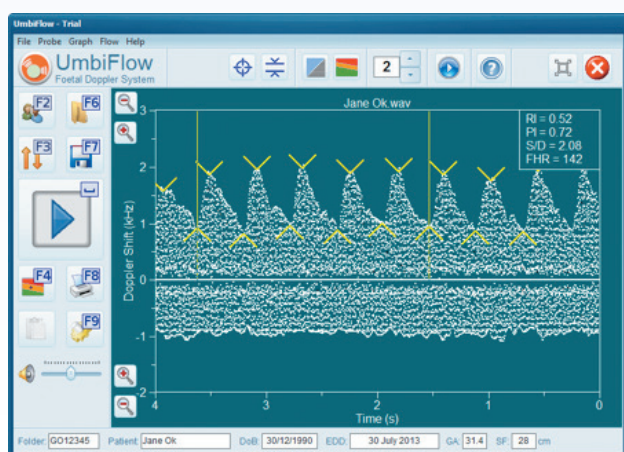 UmbiFlow - Trial
File Probe Graph Flow Help
UmbiFlow
Foetal Doppler System
2
?
F2 F6
F3 F7
F4 F8
F9
Jane Ok.wav
RI = 0.52
PI = 0.72
S/D = 2.08
FHR = 142
Doppler Shift (kHz)
3
2
1
0
-1
-2
4 3 2 1 0
Time (s)
Folder: GO12345 Patient: Jane Ok DoB: 30/12/1990 EDD: 30 July 2013 GA: 31.4 SF: 28 cm